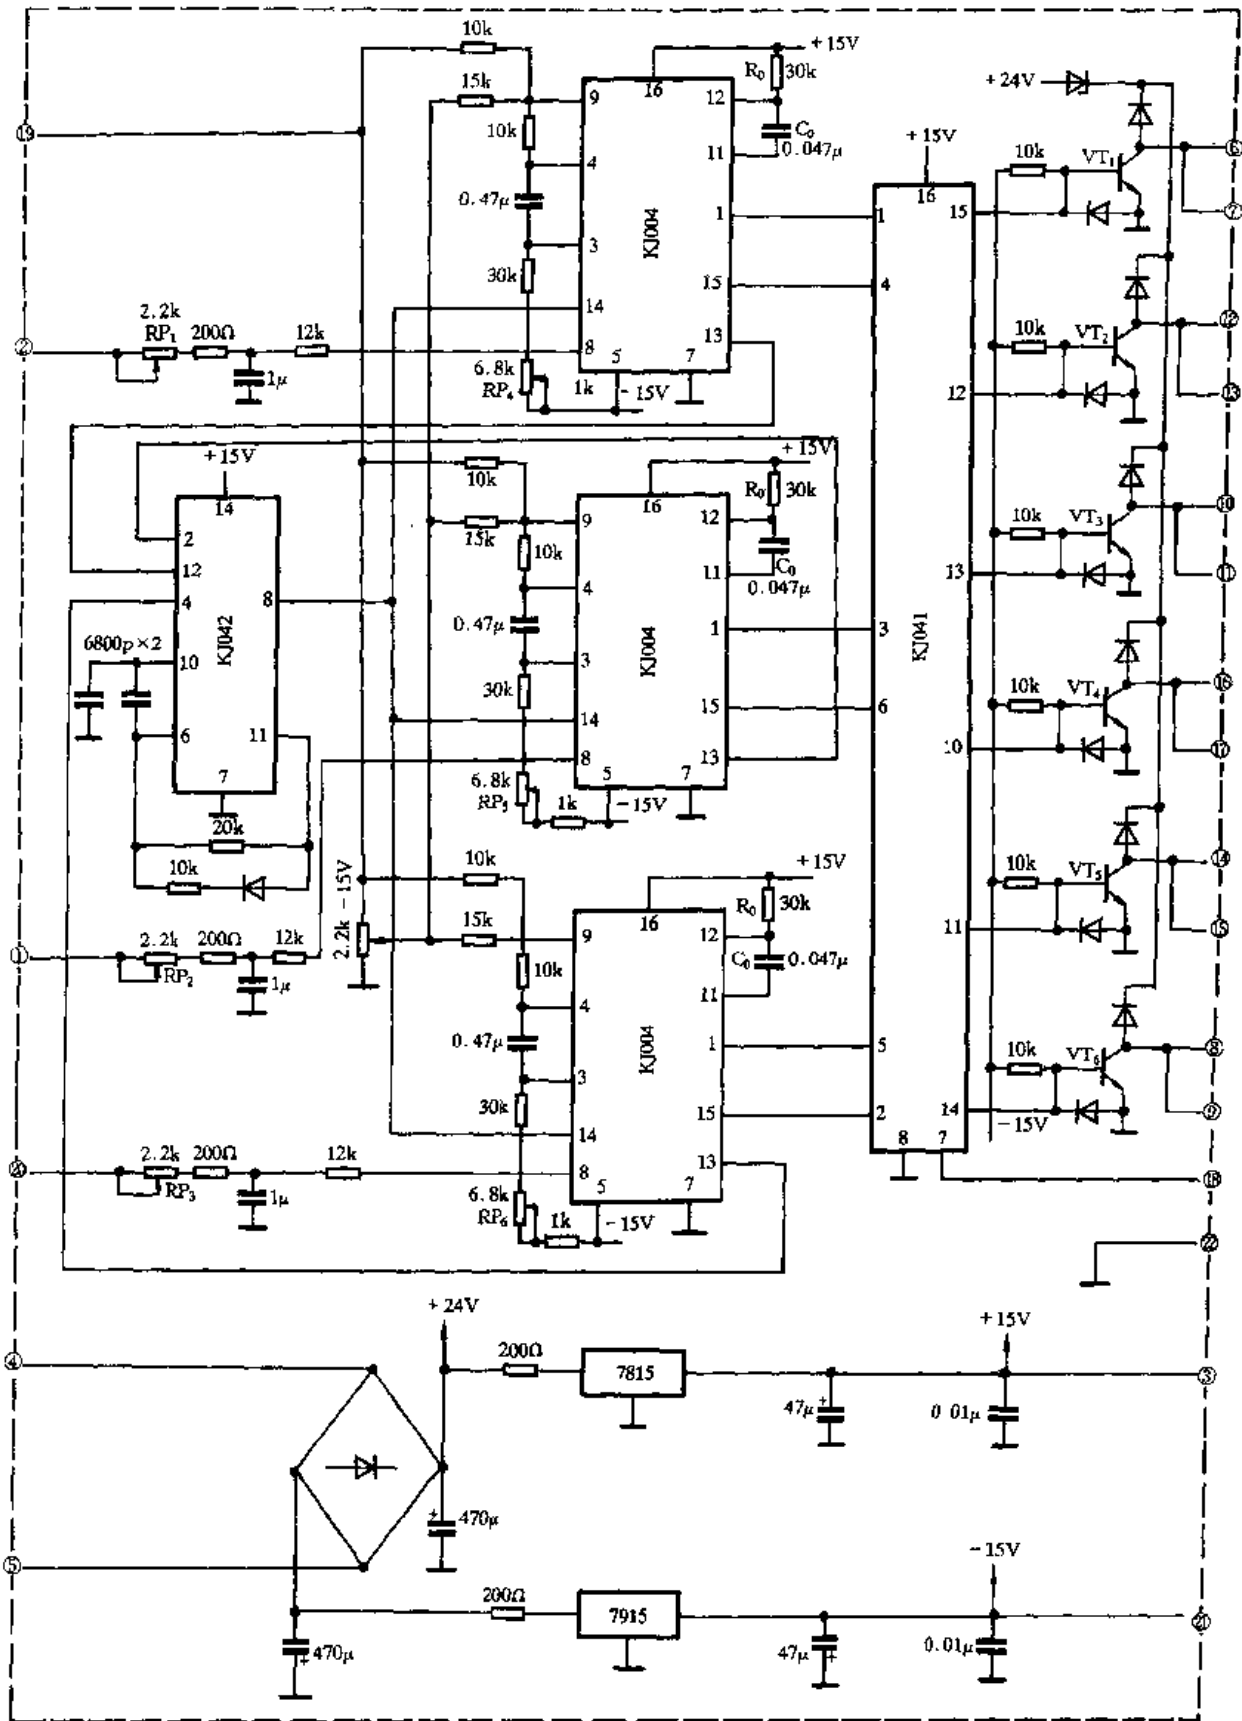 10k
+15V
R₀ 30k
+24V
15k
9
16
12
10k
C₀
0.047μ
11
4
+15V
19
0.47μ
KJ004
10k
VT₁
6
16
15
7
1
1
3
30k
15
4
14
2.2k
RP₁
200Ω
12k
13
10k
VT₂
12
2
8
5
7
1μ
6.8k
RP₄
1k
-15V
12
13
+15V
10k
+15V
14
R₀ 30k
16
2
9
12
15k
10k
10k
VT₃
10
C₀
0.047μ
11
12
4
13
11
4
8
0.47μ
1
3
KJ042
KJ004
KJ041
6800p×2
10
3
30k
10k
VT₄
16
14
15
6
6
11
8
13
10
17
7
6.8k
RP₅
1k
5
-15V
7
20k
10k
10k
+15V
2.2k -15V
R₀ 30k
16
10k
VT₅
14
15k
9
12
11
15
1
2.2k
RP₂
200Ω
12k
10k
C₀ 0.047μ
1μ
4
11
0.47μ
KJ004
1
5
10k
VT₆
8
3
30k
15
2
14
9
14
-15V
2.2k
RP₃
200Ω
12k
13
8 7
20
8
18
1μ
6.8k
RP₆
1k
5
-15V
7
22
+24V
+15V
4
200Ω
7815
3
47μ
+
0.01μ
+
470μ
5
-15V
200Ω
7915
21
470μ
+
47μ
+
0.01μ